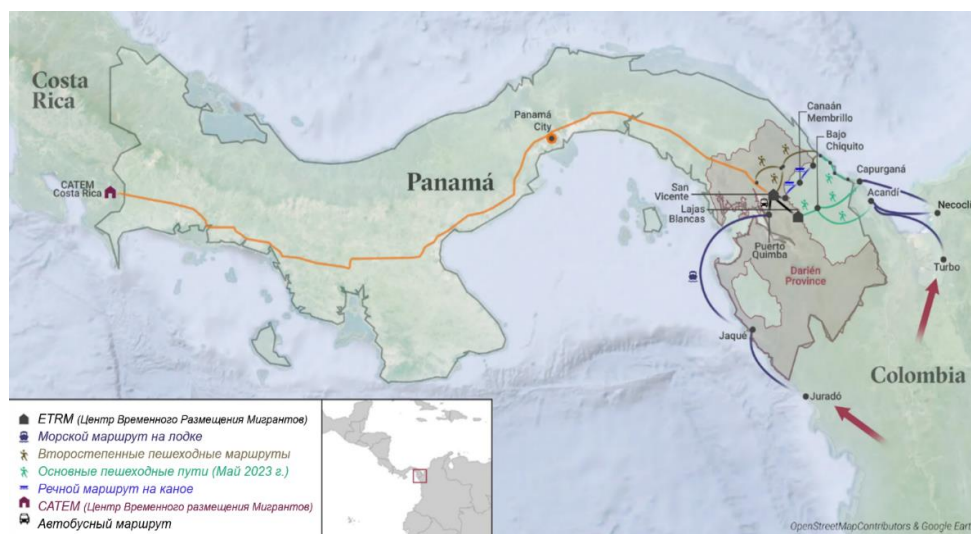 Costa
Rica
Panamá
City
Canaán
Membrillo
Bajo
Chiquito
Capurganá
Acandí
Necoclí
CATEM
Costa Rica
Panamá
San
Vicente
Lajas
Blancas
Puerto
Quimba
Darién
Province
Turbo
Jaqué
Colombia
Juradó
ETRM (Центр Временного Размещения Мигрантов)
Морской маршрут на лодке
Второстепенные пешеходные маршруты
Основные пешеходные пути (Май 2023 г.)
Речной маршрут на каное
CATEM (Центр Временного размещения Мигрантов)
Автобусный маршрут
OpenStreetMapContributors & Google Eart